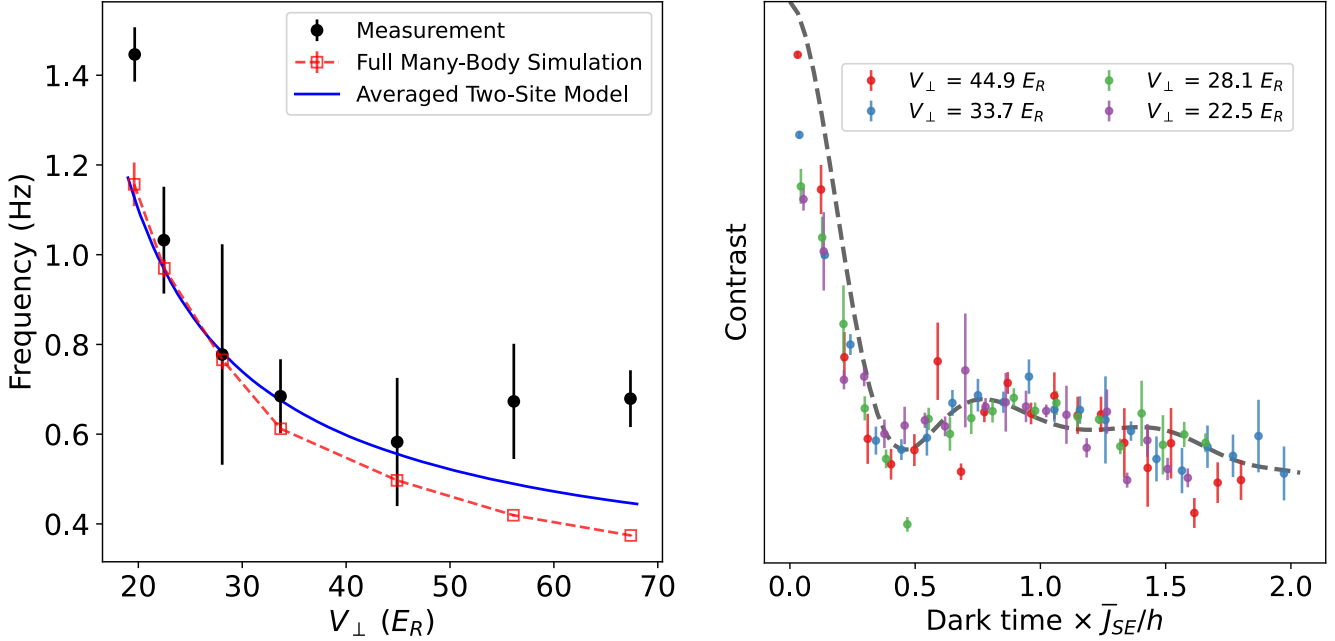 1.4
1.2
1.0
0.8
0.6
0.4
Frequency (Hz)
Measurement
Full Many-Body Simulation
Averaged Two-Site Model
20 30 40 50 60 70
V⊥ (E_R)
Contrast
V⊥ = 44.9 E_R
V⊥ = 33.7 E_R
V⊥ = 28.1 E_R
V⊥ = 22.5 E_R
0.0 0.5 1.0 1.5 2.0
Dark time × J̅_SE/h